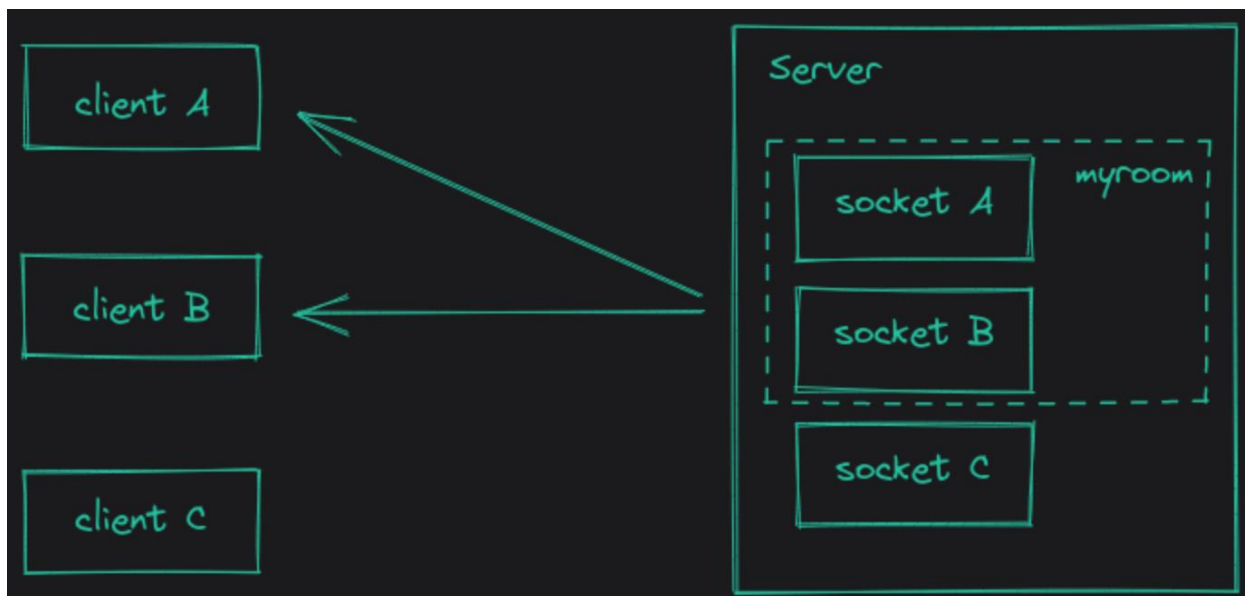 client A
client B
client C
Server
myroom
socket A
socket B
socket C